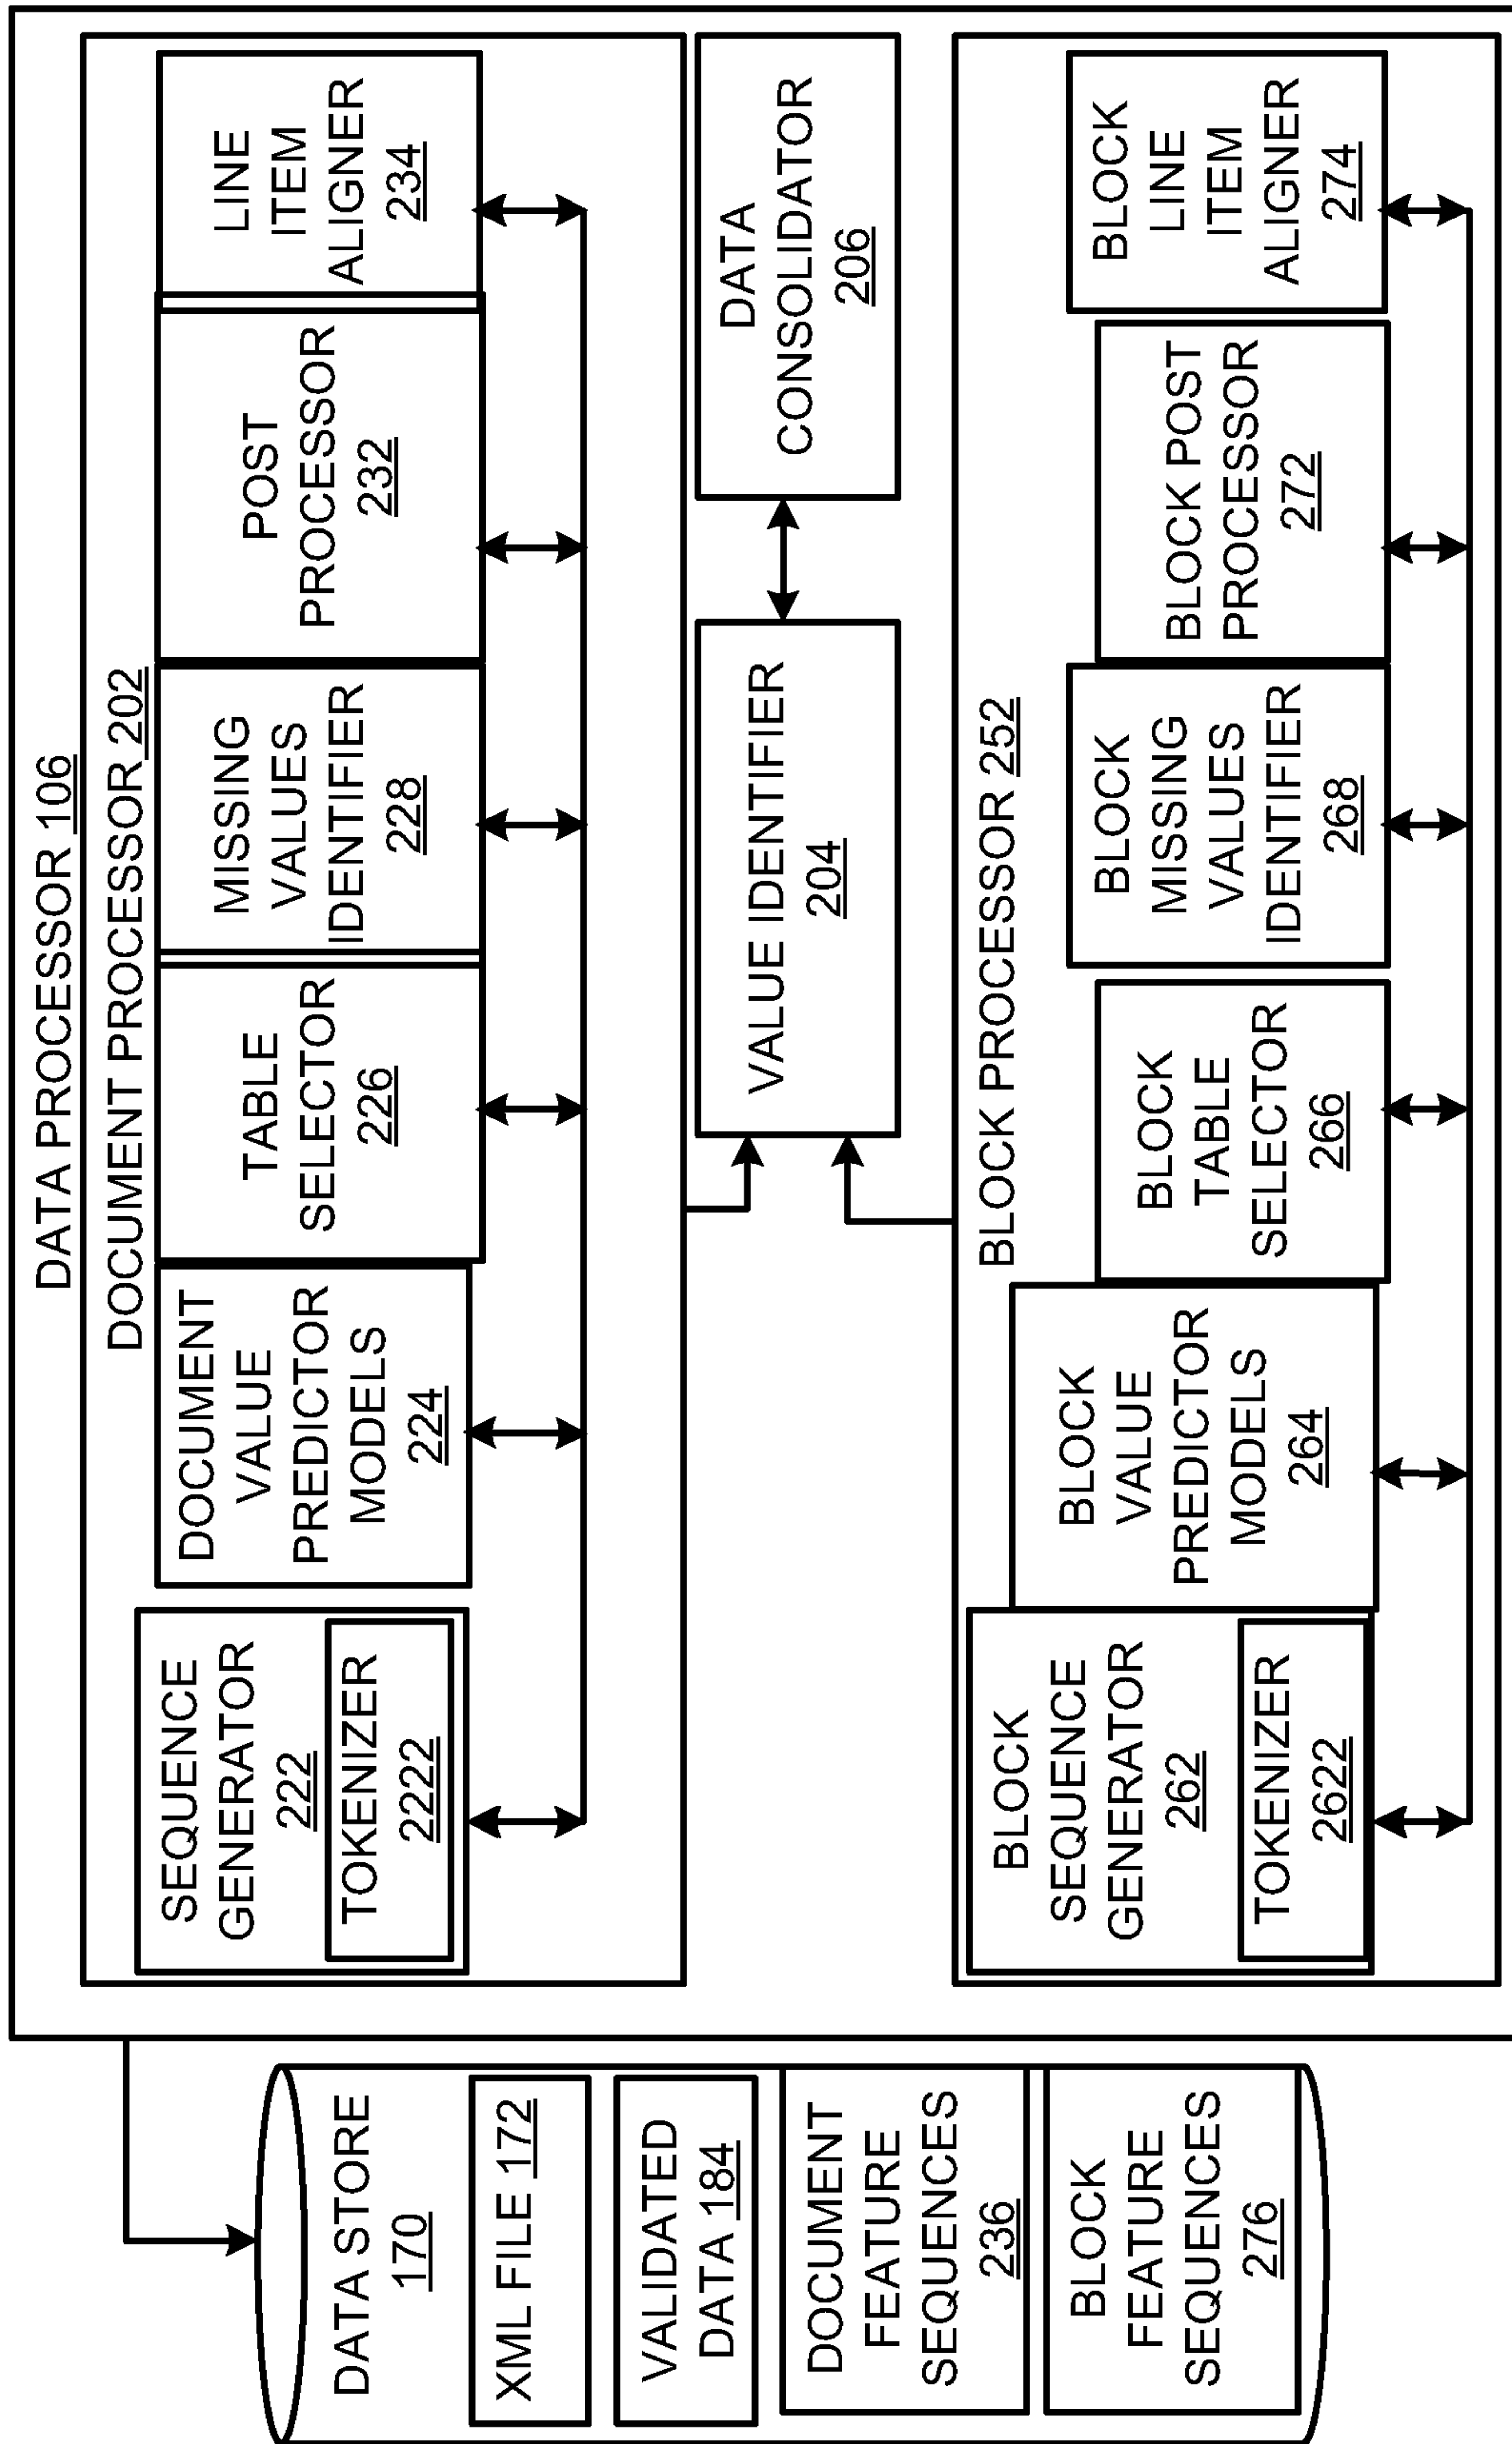 DATA PROCESSOR 106
DOCUMENT PROCESSOR 202
SEQUENCE
GENERATOR
222
TOKENIZER
2222
DOCUMENT
VALUE
PREDICTOR
MODELS
224
TABLE
SELECTOR
226
MISSING
VALUES
IDENTIFIER
228
POST
PROCESSOR
232
LINE
ITEM
ALIGNER
234
VALUE IDENTIFIER
204
DATA
CONSOLIDATOR
206
BLOCK PROCESSOR 252
BLOCK
SEQUENCE
GENERATOR
262
TOKENIZER
2622
BLOCK
VALUE
PREDICTOR
MODELS
264
BLOCK
TABLE
SELECTOR
266
BLOCK
MISSING
VALUES
IDENTIFIER
268
BLOCK POST
PROCESSOR
272
BLOCK
LINE
ITEM
ALIGNER
274
DATA STORE
170
XML FILE 172
VALIDATED
DATA 184
DOCUMENT
FEATURE
SEQUENCES
236
BLOCK
FEATURE
SEQUENCES
276